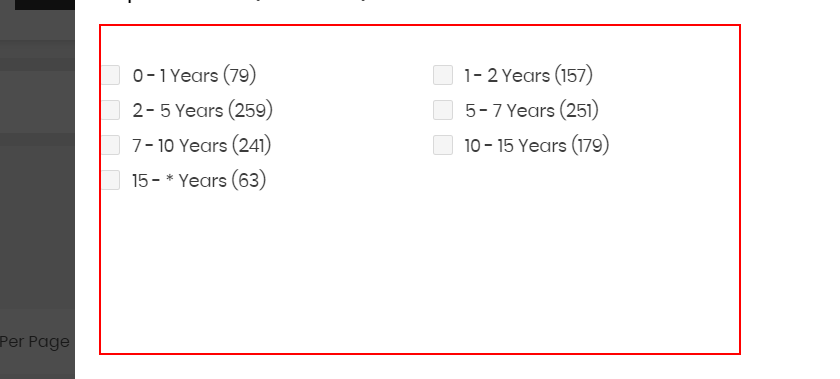 0 - 1 Years (79)
1 - 2 Years (157)
2 - 5 Years (259)
5 - 7 Years (251)
7 - 10 Years (241)
10 - 15 Years (179)
15 - * Years (63)
Per Page